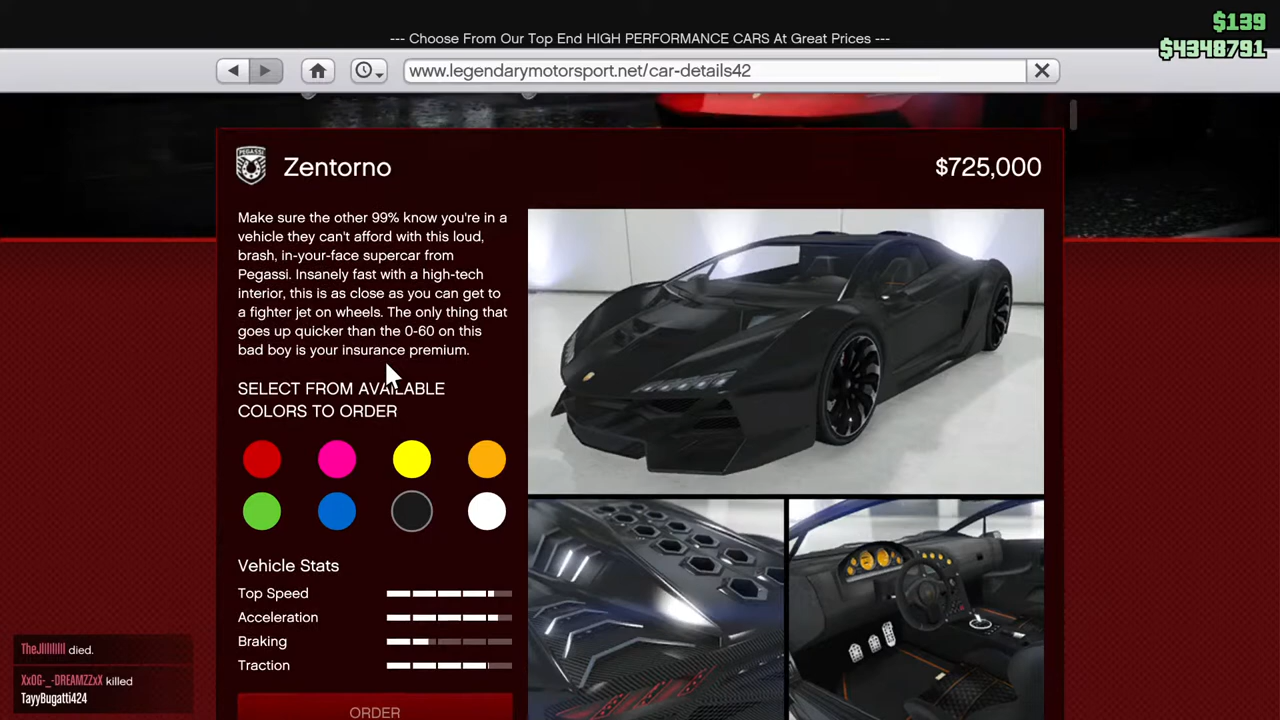 --- Choose From Our Top End HIGH PERFORMANCE CARS At Great Prices ---
$139
$4348791
www.legendarymotorsport.net/car-details42
PEGASSI
Zentorno
$725,000
Make sure the other 99% know you're in a
vehicle they can't afford with this loud,
brash, in-your-face supercar from
Pegassi. Insanely fast with a high-tech
interior, this is as close as you can get to
a fighter jet on wheels. The only thing that
goes up quicker than the 0-60 on this
bad boy is your insurance premium.
SELECT FROM AVAILABLE
COLORS TO ORDER
Vehicle Stats
Top Speed
Acceleration
Braking
Traction
ORDER
died.
XxOG-_-DREAMZZxX killed
TayyBugatti424